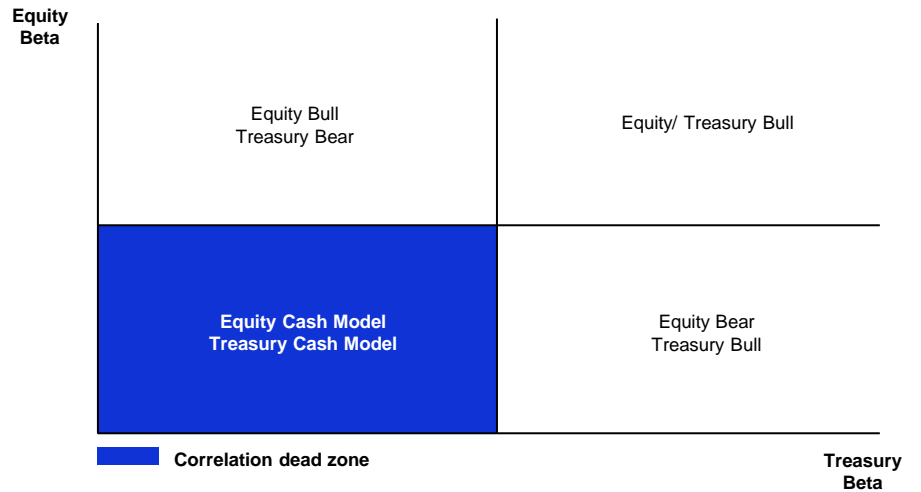 Equity
Beta
Equity Bull
Treasury Bear
Equity/ Treasury Bull
Equity Cash Model
Treasury Cash Model
Equity Bear
Treasury Bull
Correlation dead zone
Treasury
Beta